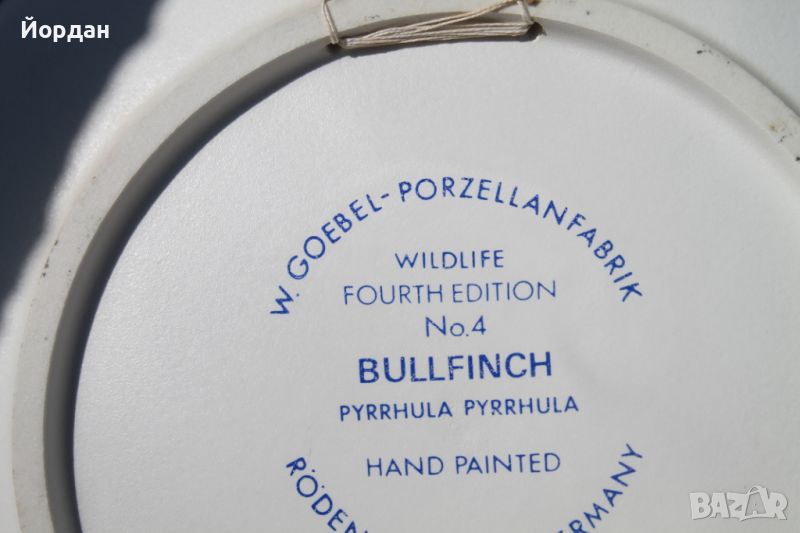 Йордан
W. GOEBEL-PORZELLANFABRIK
WILDLIFE
FOURTH EDITION
No.4
BULLFINCH
PYRRHULA PYRRHULA
HAND PAINTED
BAZAR